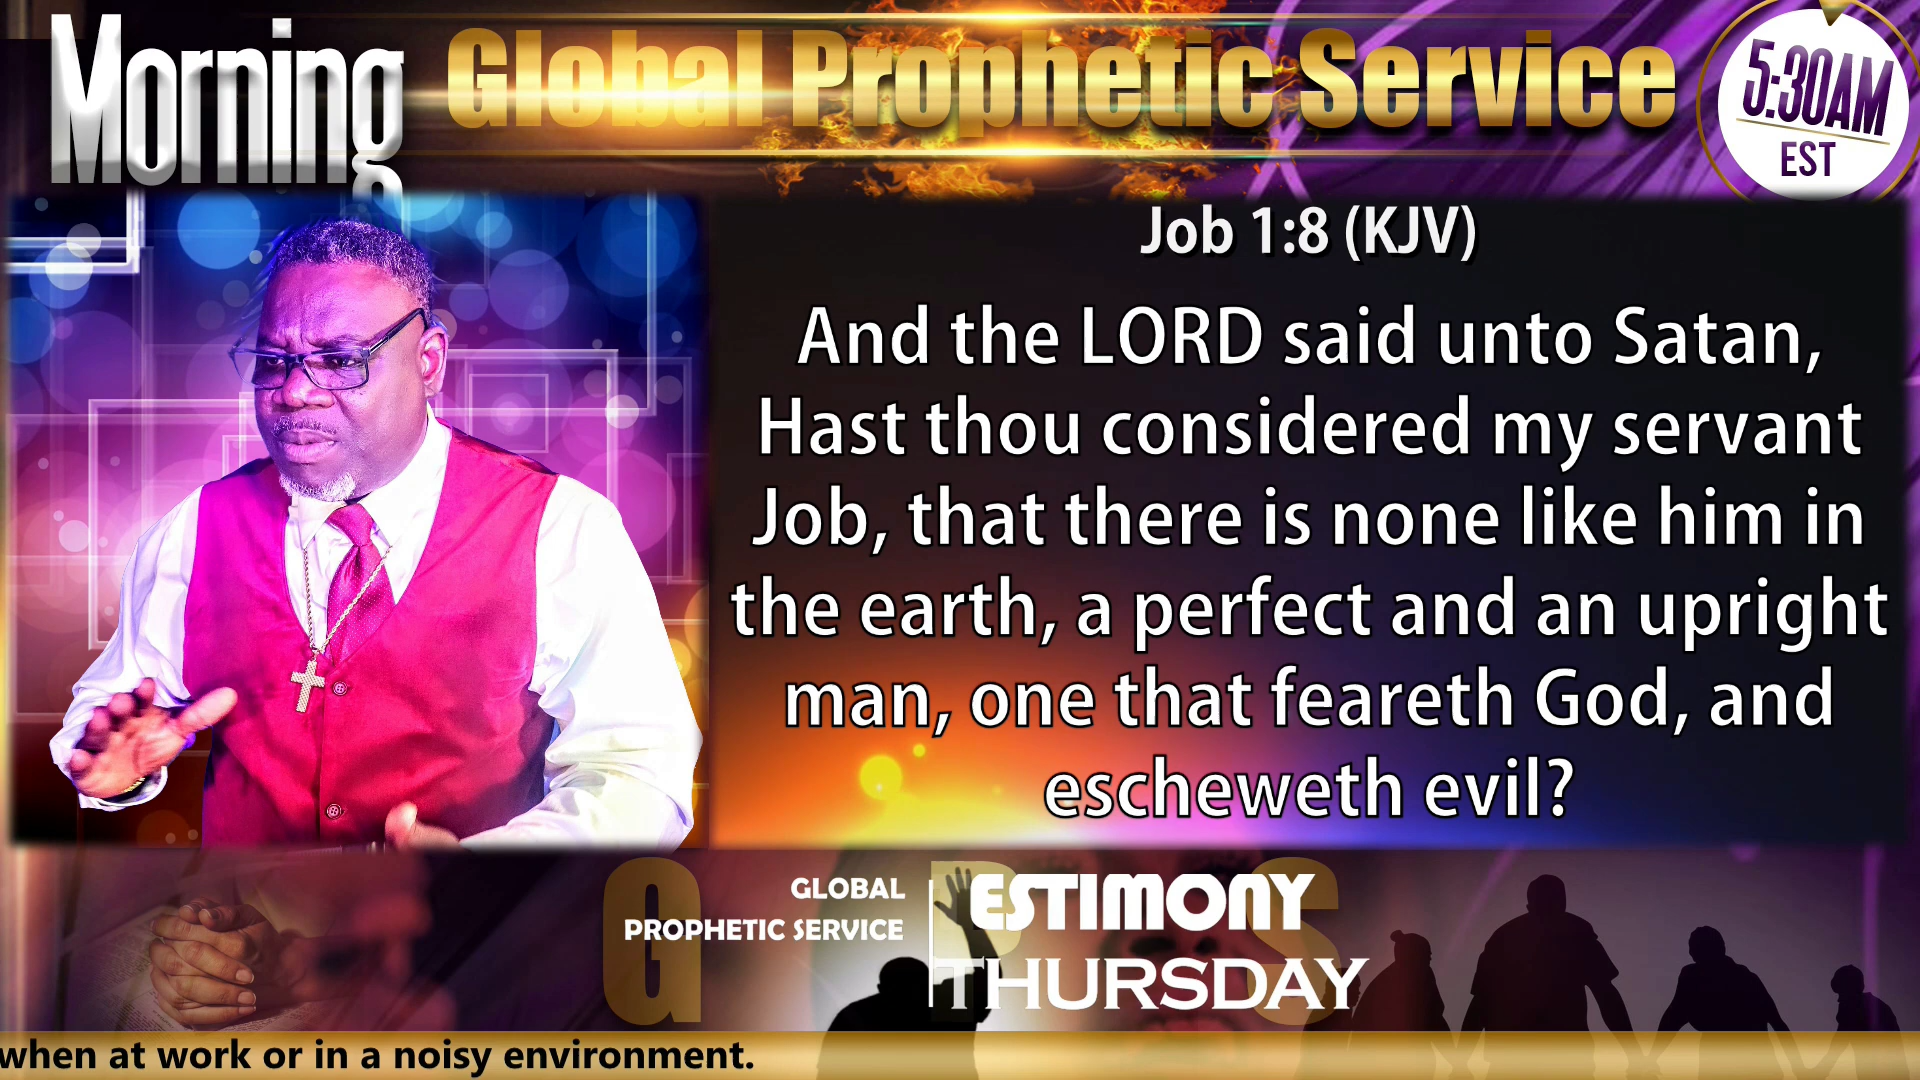 Morning
Global Prophetic Service
5:30AM
EST
Job 1:8 (KJV)
And the LORD said unto Satan,
Hast thou considered my servant
Job, that there is none like him in
the earth, a perfect and an upright
man, one that feareth God, and
escheweth evil?
G P S
GLOBAL
PROPHETIC SERVICE
TESTIMONY
THURSDAY
when at work or in a noisy environment.